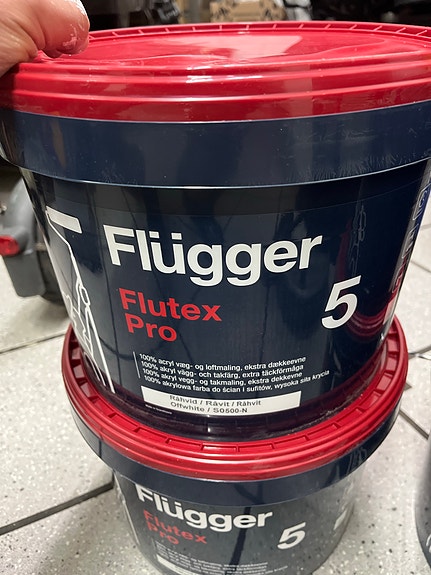 Flügger
Flutex
Pro
5
100% acryl væg- og loftmaling, ekstra dækkeevne
100% akryl vägg- och takfärg, extra täckförmåga
100% akryl vegg- og takmaling, ekstra dekkevne
100% akrylowa farba do ścian i sufitów, wysoka siła krycia
Råhvid / Råvit / Råhvit
Offwhite / S0500-N
Flügger
Flutex
Pro
5